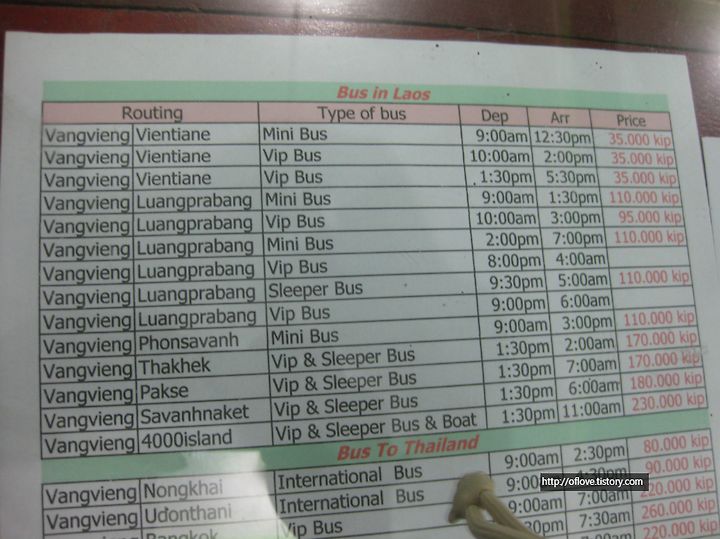 Bus in Laos
Routing Type of bus Dep Arr Price
Vangvieng Vientiane Mini Bus 9:00am 12:30pm 35.000 kip
Vangvieng Vientiane Vip Bus 10:00am 2:00pm 35.000 kip
Vangvieng Vientiane Vip Bus 1:30pm 5:30pm 35.000 kip
Vangvieng Luangprabang Mini Bus 9:00am 1:30pm 110.000 kip
Vangvieng Luangprabang Vip Bus 10:00am 3:00pm 95.000 kip
Vangvieng Luangprabang Mini Bus 2:00pm 7:00pm 110.000 kip
Vangvieng Luangprabang Vip Bus 8:00pm 4:00am
Vangvieng Luangprabang Sleeper Bus 9:30pm 5:00am 110.000 kip
Vangvieng Luangprabang Vip Bus 9:00pm 6:00am
Vangvieng Phonsavanh Mini Bus 9:00am 3:00pm 110.000 kip
Vangvieng Thakhek Vip & Sleeper Bus 1:30pm 2:00am 170.000 kip
Vangvieng Pakse Vip & Sleeper Bus 1:30pm 7:00am 170.000 kip
Vangvieng Savanhnaket Vip & Sleeper Bus 1:30pm 6:00am 180.000 kip
Vangvieng 4000island Vip & Sleeper Bus & Boat 1:30pm 11:00am 230.000 kip
Bus To Thailand
Vangvieng Nongkhai International Bus 9:00am 2:30pm 80.000 kip
Vangvieng Udonthani International Bus 90.000 kip
Bangkok Vip Bus 9:00am 7:00am kip
7:30am 260.000 kip
220.000 kip
http://oflove.tistory.com